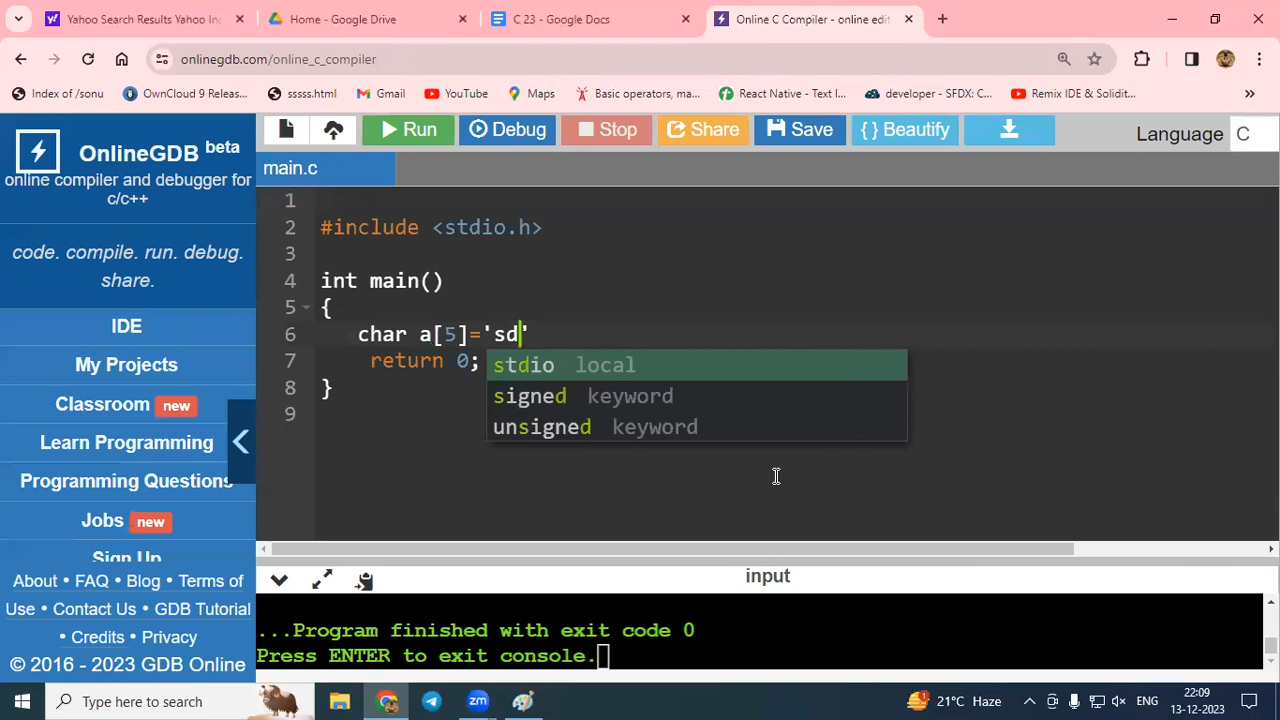 Yahoo Search Results Yahoo Inc
Home - Google Drive
C 23 - Google Docs
Online C Compiler - online edit
onlinegdb.com/online_c_compiler
Index of /sonu
OwnCloud 9 Releas...
sssss.html
Gmail
YouTube
Maps
Basic operators, ma...
React Native - Text I...
developer - SFDX: C...
Remix IDE & Solidit...
»
OnlineGDB beta
online compiler and debugger for
c/c++
code. compile. run. debug.
share.
IDE
My Projects
Classroom new
Learn Programming
Programming Questions
Jobs new
Sign Up
About • FAQ • Blog • Terms of
Use • Contact Us • GDB Tutorial
• Credits • Privacy
© 2016 - 2023 GDB Online
Run
Debug
Stop
Share
Save
{ } Beautify
Language C
main.c
1
2 #include <stdio.h>
3
4 int main()
5 {
6 char a[5]='sd'
7 return 0;
8 }
9
stdio local
signed keyword
unsigned keyword
input
...Program finished with exit code 0
Press ENTER to exit console.
Type here to search
zm
1
21°C Haze
ENG
22:09
13-12-2023